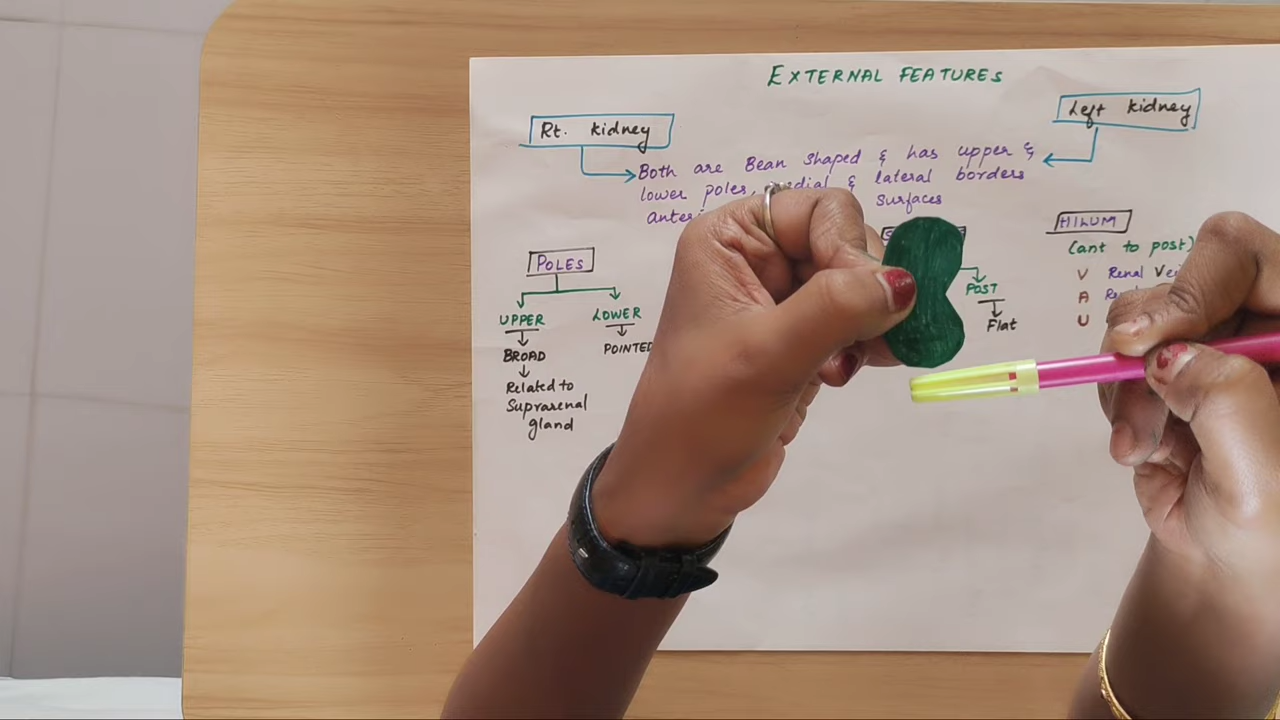 EXTERNAL FEATURES
Rt. kidney
Left kidney
Both are Bean shaped & has upper &
lower poles, & lateral borders
surfaces
POLES
UPPER
LOWER
BROAD
POINTED
Related to
Suprarenal
gland
POST
Flat
HILUM
(ant to post)
V Renal
A
U